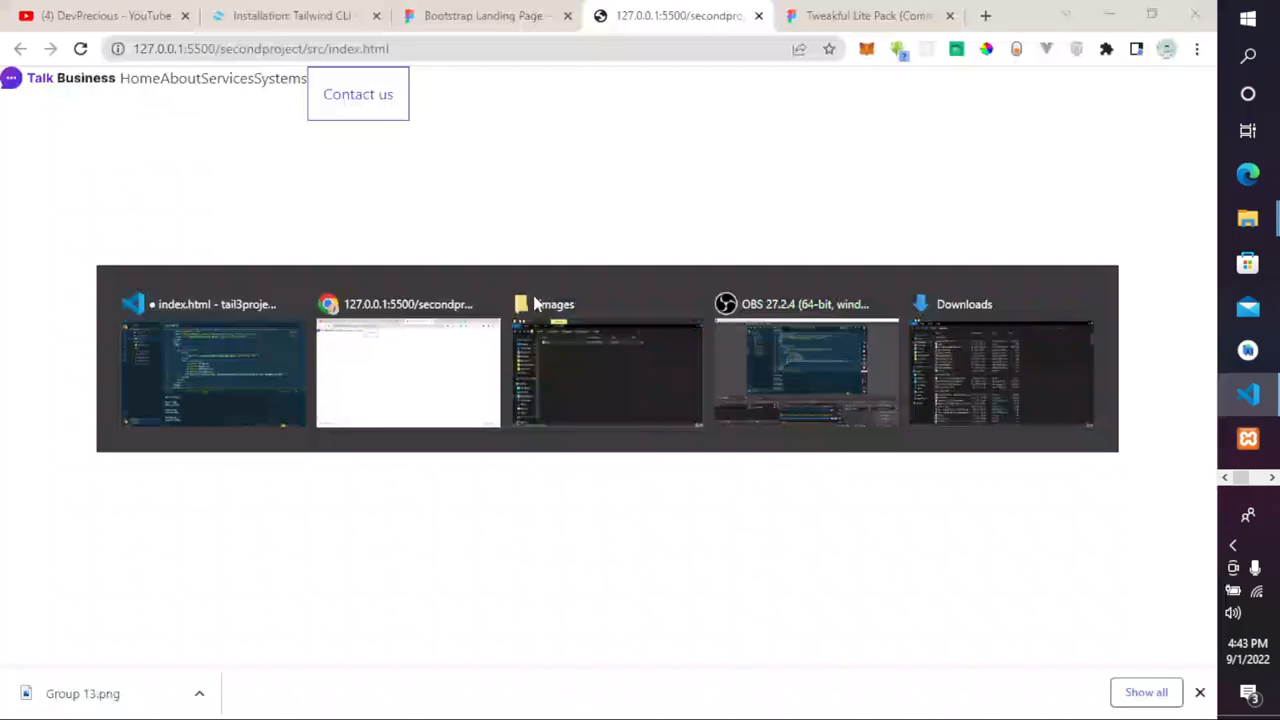 (4) DevPrecious - YouTube
Installation: Tailwind CLI -
Bootstrap Landing Page
127.0.0.1:5500/secondpro
Tweakful Lite Pack (Comm
127.0.0.1:5500/secondproject/src/index.html
?
Talk Business HomeAboutServicesSystems
Contact us
• index.html - tail3proje...
127.0.0.1:5500/secondpr...
images
OBS 27.2.4 (64-bit, wind...
Downloads
4:43 PM
9/1/2022
3
Group 13.png
Show all